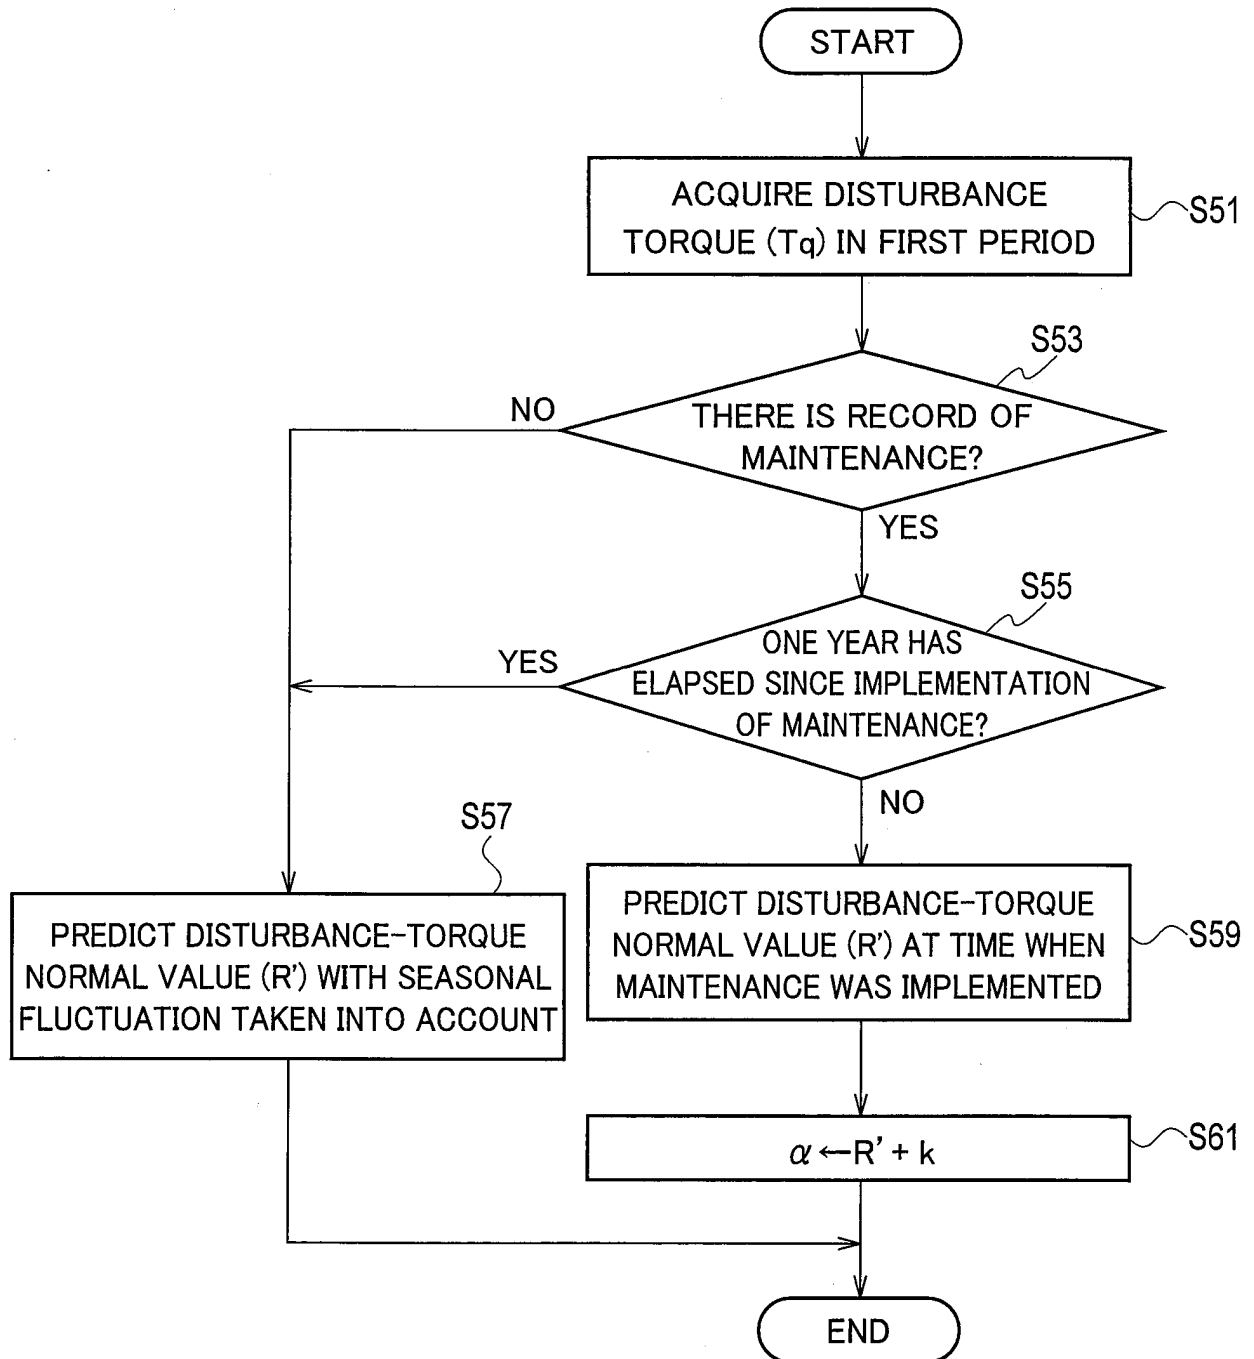 START
ACQUIRE DISTURBANCE
TORQUE (Tq) IN FIRST PERIOD
S51
S53
THERE IS RECORD OF
MAINTENANCE?
NO
YES
S55
ONE YEAR HAS
ELAPSED SINCE IMPLEMENTATION
OF MAINTENANCE?
YES
NO
S57
PREDICT DISTURBANCE-TORQUE
NORMAL VALUE (R') WITH SEASONAL
FLUCTUATION TAKEN INTO ACCOUNT
PREDICT DISTURBANCE-TORQUE
NORMAL VALUE (R') AT TIME WHEN
MAINTENANCE WAS IMPLEMENTED
S59
α←R' + k
S61
END